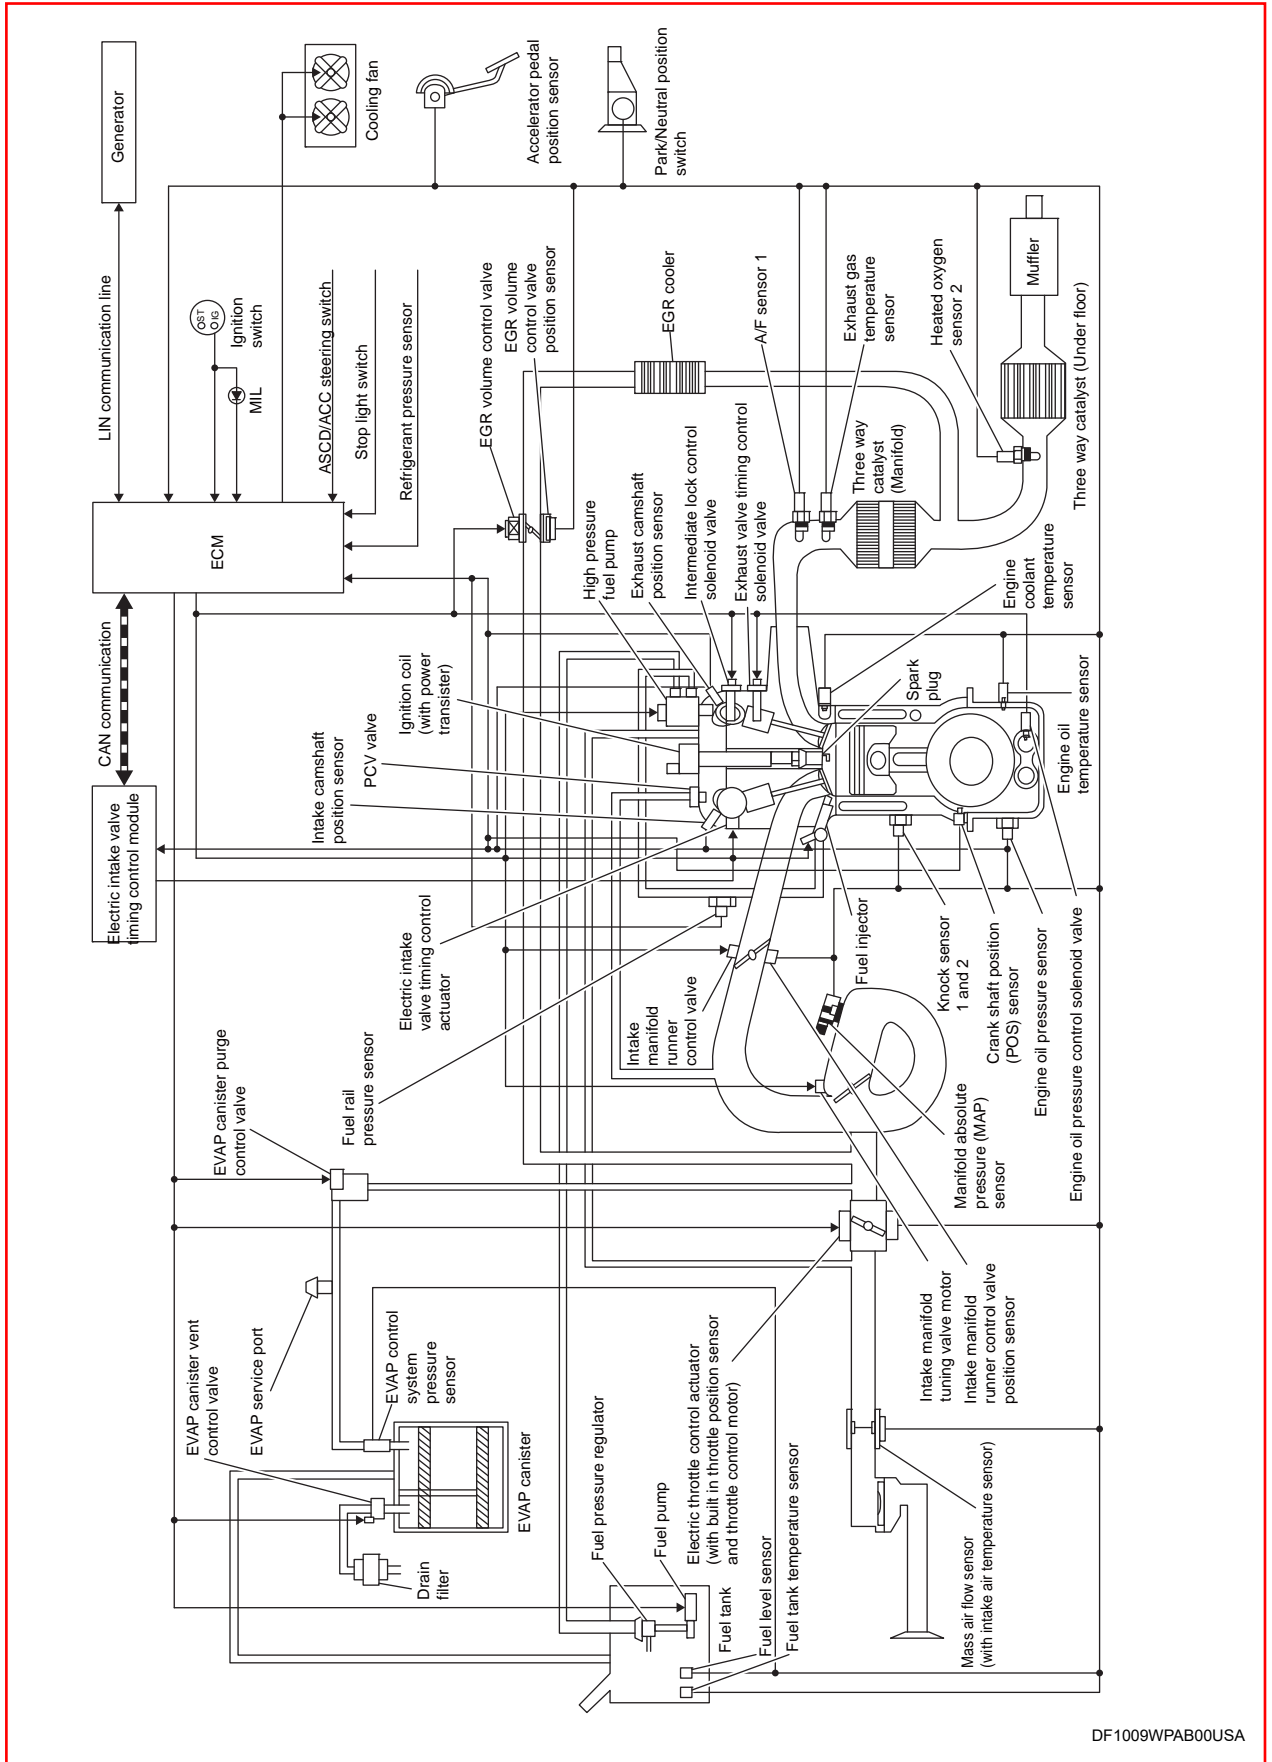 Generator
Cooling fan
Accelerator pedal
position sensor
Park/Neutral position
switch
LIN communication line
OST
OIG
Ignition
switch
MIL
ASCD/ACC steering switch
Stop light switch
Refrigerant pressure sensor
EGR volume control valve
EGR volume
control valve
position sensor
EGR cooler
A/F sensor 1
Exhaust gas
temperature
sensor
Heated oxygen
sensor 2
Muffler
ECM
High pressure
fuel pump
Exhaust camshaft
position sensor
Intermediate lock control
solenoid valve
Exhaust valve timing control
solenoid valve
Three way
catalyst
(Manifold)
Three way catalyst (Under floor)
CAN communication
Intake camshaft
position sensor
PCV valve
Ignition coil
(with power
transister)
Spark
plug
Engine
coolant
temperature
sensor
Engine oil
temperature sensor
Electric intake valve
timing control module
Electric intake
valve timing control
actuator
Intake
manifold
runner
control valve
Fuel injector
Knock sensor
1 and 2
Crank shaft position
(POS) sensor
Engine oil pressure sensor
Engine oil pressure control solenoid valve
EVAP canister purge
control valve
Fuel rail
pressure sensor
Manifold absolute
pressure (MAP)
sensor
EVAP canister vent
control valve
EVAP service port
EVAP control
system
pressure
sensor
EVAP canister
Drain
filter
Fuel pressure regulator
Fuel pump
Electric throttle control actuator
(with built in throttle position sensor
and throttle control motor)
Fuel tank
Fuel level sensor
Fuel tank temperature sensor
Intake manifold
tuning valve motor
Intake manifold
runner control valve
position sensor
Mass air flow sensor
(with intake air temperature sensor)
DF1009WPAB00USA